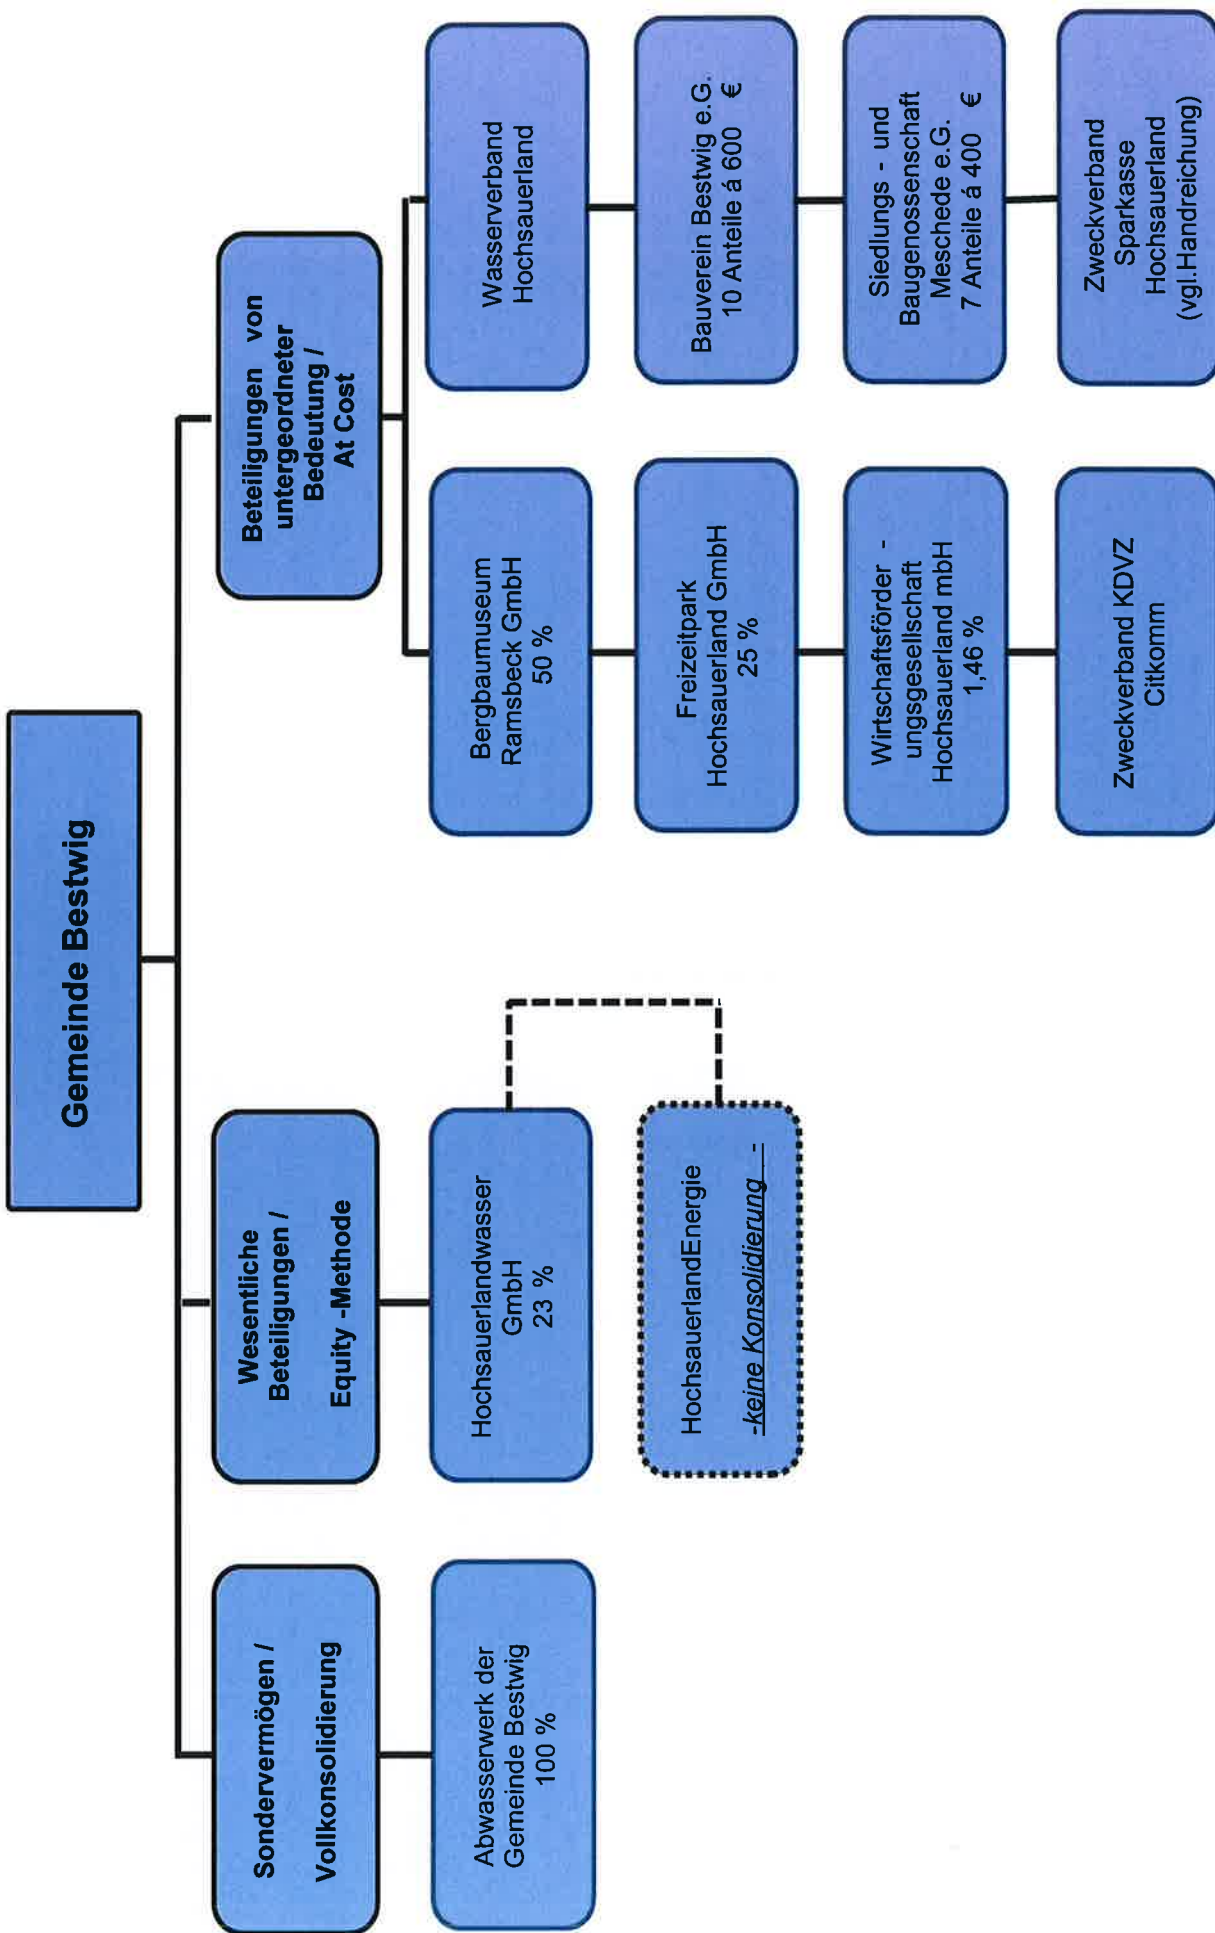 Gemeinde Bestwig
Sondervermögen /
Vollkonsolidierung
Abwasserwerk der
Gemeinde Bestwig
100 %
Wesentliche
Beteiligungen /
Equity -Methode
Hochsauerlandwasser
GmbH
23 %
HochsauerlandEnergie
-keine Konsolidierung -
Beteiligungen von
untergeordneter
Bedeutung /
At Cost
Bergbaumuseum
Ramsbeck GmbH
50 %
Freizeitpark
Hochsauerland GmbH
25 %
Wirtschaftsförder -
ungsgesellschaft
Hochsauerland mbH
1,46 %
Zweckverband KDVZ
Citkomm
Wasserverband
Hochsauerland
Bauverein Bestwig e.G.
10 Anteile á 600 €
Siedlungs - und
Baugenossenschaft
Meschede e.G.
7 Anteile á 400 €
Zweckverband
Sparkasse
Hochsauerland
(vgl.Handreichung)